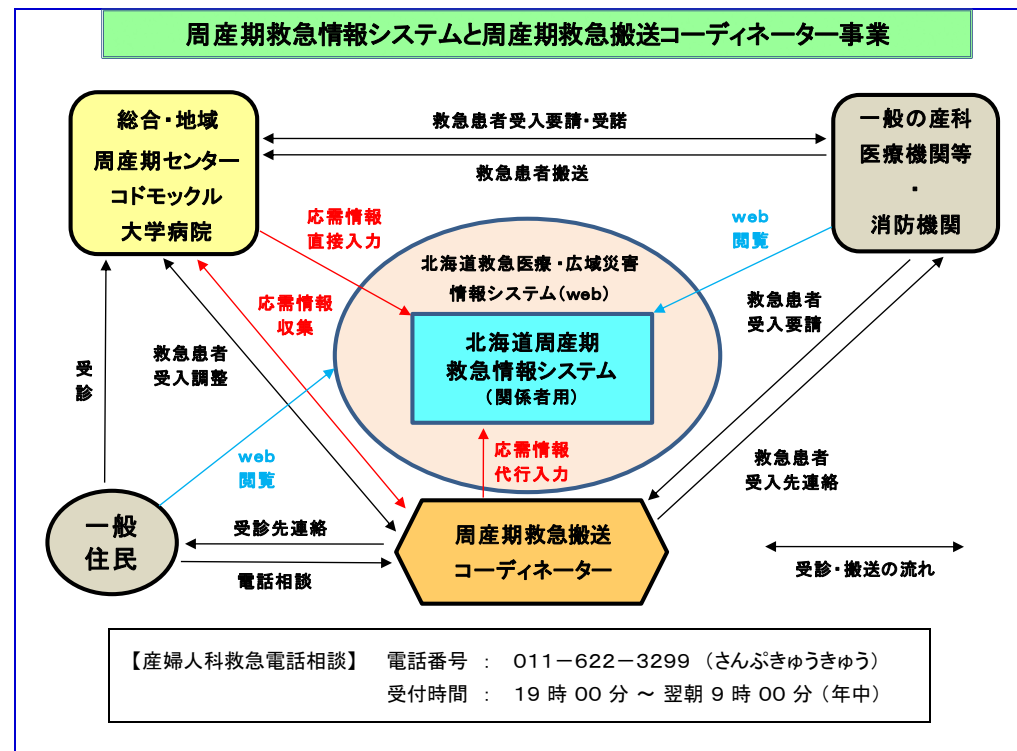 周産期救急情報システムと周産期救急搬送コーディネーター事業
総合・地域
周産期センター
コドモックル
大学病院
救急患者受入要請・受諾
救急患者搬送
一般の産科
医療機関等
・
消防機関
応需情報
直接入力
web
閲覧
北海道救急医療・広域災害
情報システム(web)
北海道周産期
救急情報システム
(関係者用)
応需情報
収集
救急患者
受入調整
救急患者
受入要請
受
診
web
閲覧
応需情報
代行入力
救急患者
受入先連絡
一般
住民
受診先連絡
電話相談
周産期救急搬送
コーディネーター
受診・搬送の流れ
【産婦人科救急電話相談】 電話番号 : 011-622-3299 (さんぷきゅうきゅう)
受付時間 : 19 時 00 分 ~ 翌朝 9 時 00 分 (年中)